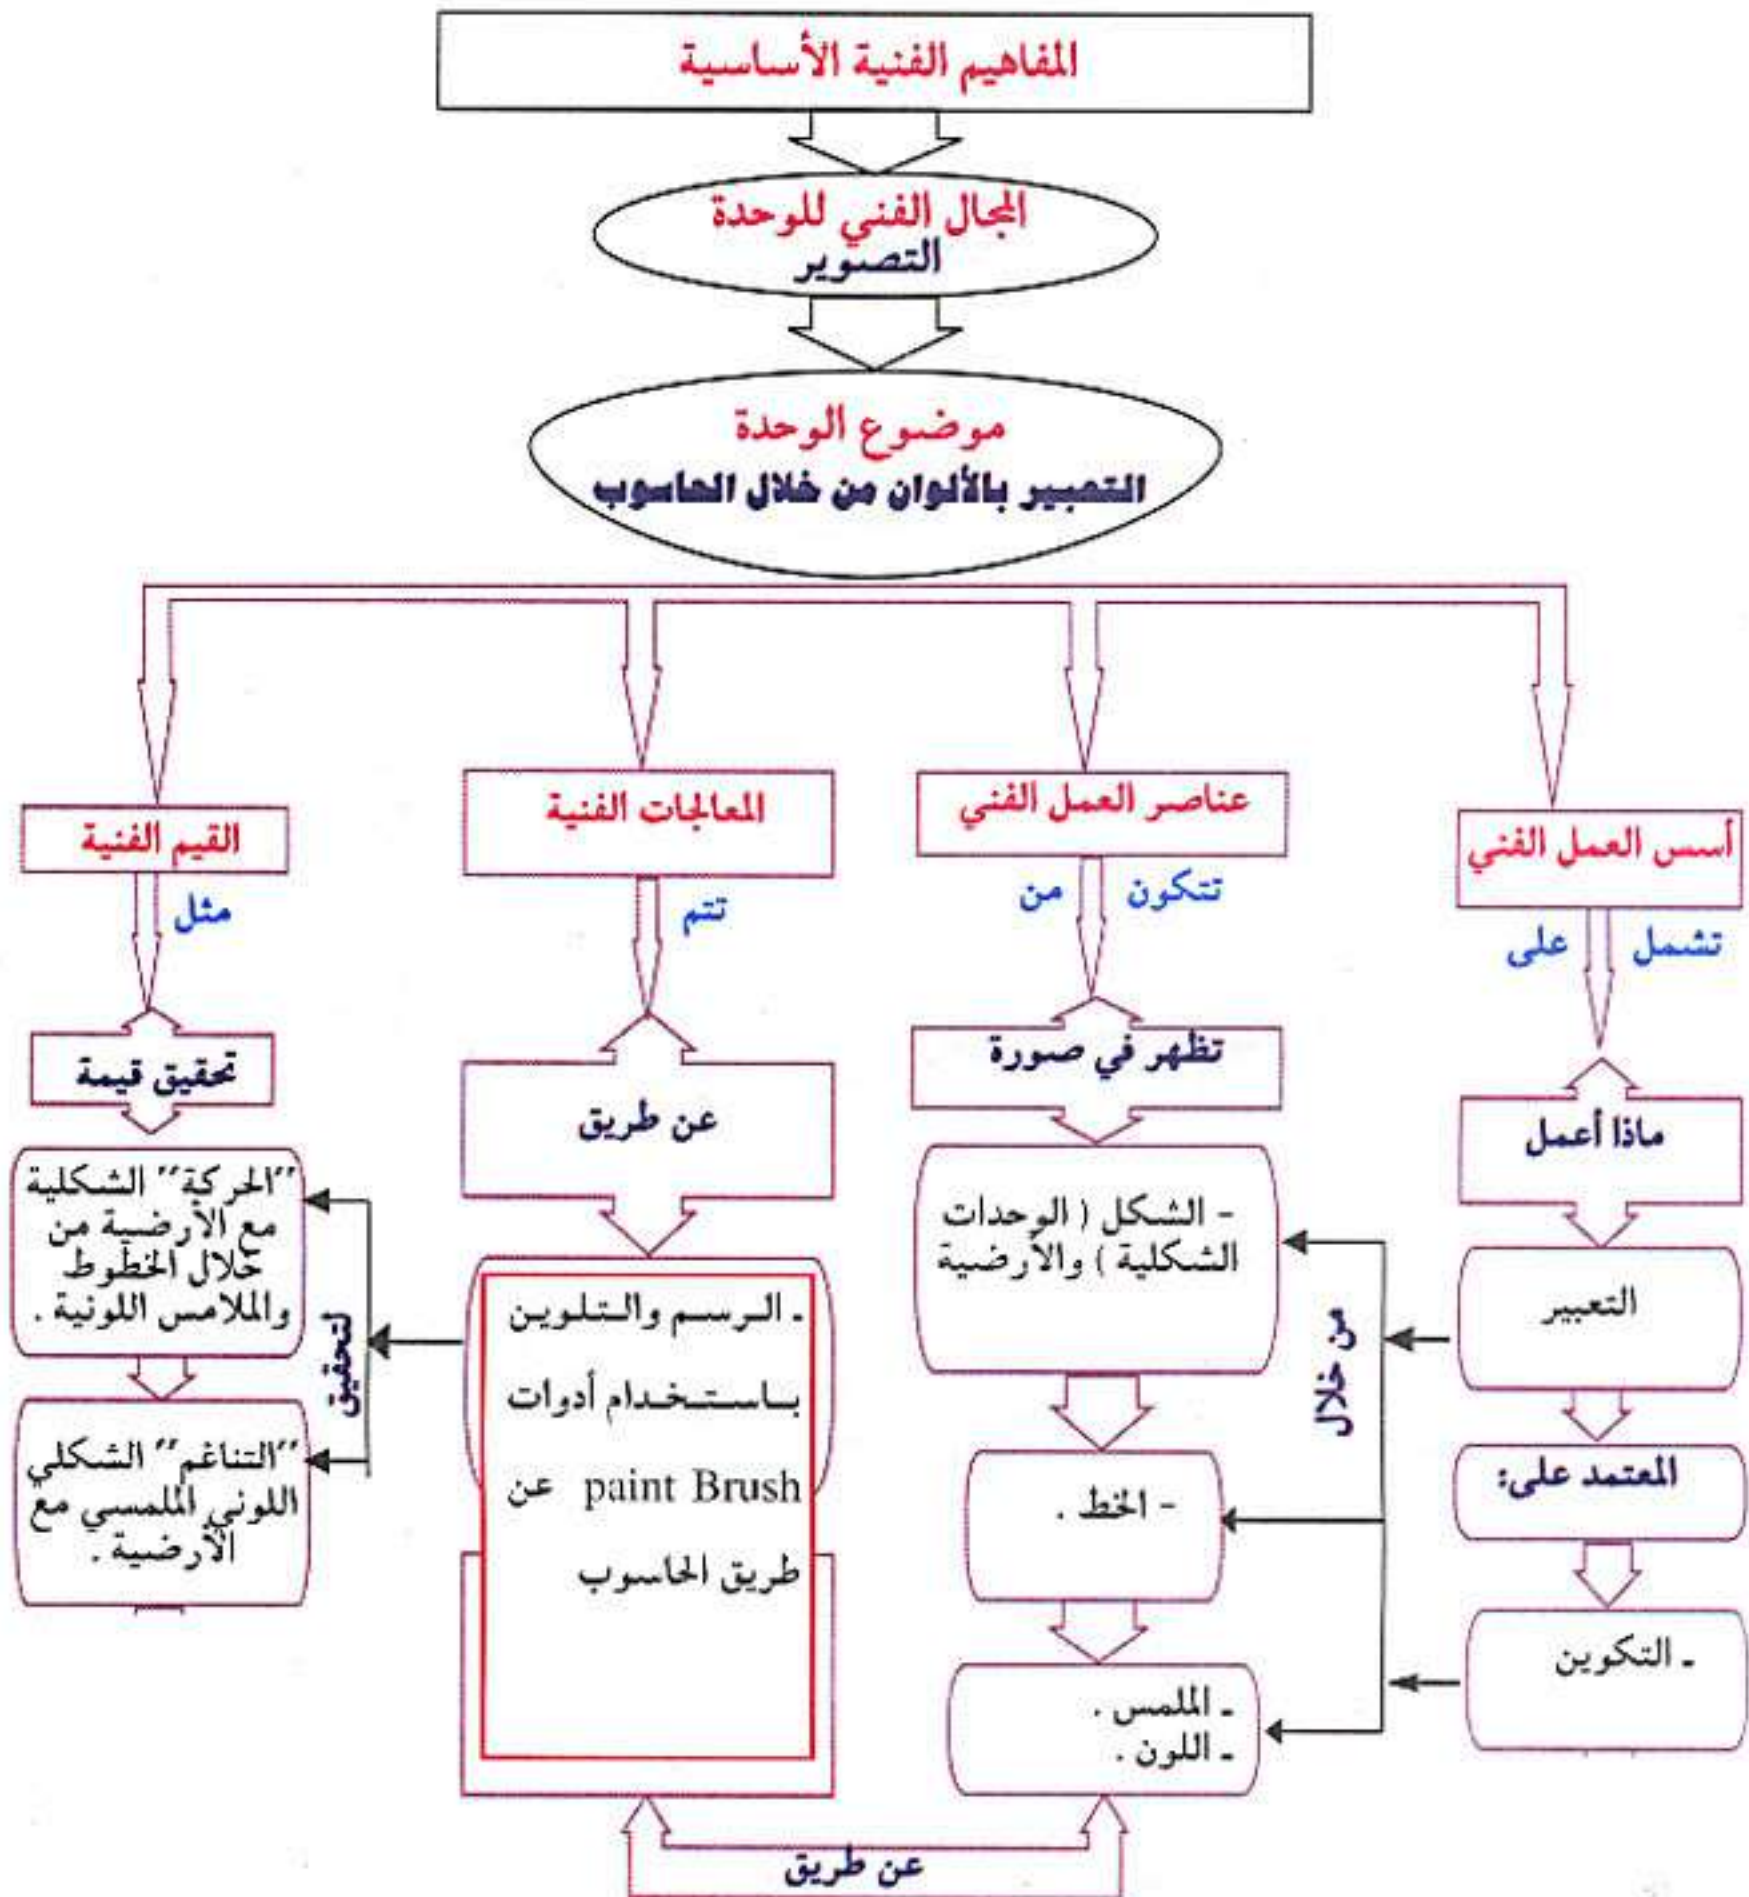 المفاهيم الفنية الأساسية
المجال الفني للوحدة
التصوير
موضوع الوحدة
التعبير بالألوان من خلال الحاسوب
أسس العمل الفني
تشمل على
ماذا أعمل
التعبير
المعتمد على:
ـ التكوين
من خلال
عناصر العمل الفني
تتكون من
تظهر في صورة
- الشكل ( الوحدات
الشكلية ) والأرضية
- الخط .
ـ الملمس .
ـ اللون .
المعالجات الفنية
تتم
عن طريق
ـ الرسم والتلوين
باستخدام أدوات
paint Brush عن
طريق الحاسوب
عن طريق
لتحقيق
القيم الفنية
مثل
تحقيق قيمة
"الحركة" الشكلية
مع الأرضية من
خلال الخطوط
والملامس اللونية .
"التناغم" الشكلي
اللوني الملمسي مع
الأرضية .